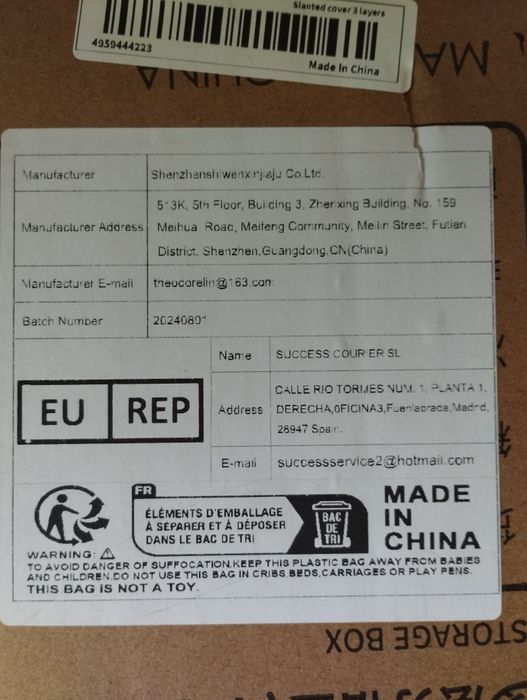 Slanted cover 3 layers
4959444223
Made In China
MADE IN CHINA
Manufacturer Shenzhenshiwenxinjiaju Co.Ltd.
Manufacturer Address 513K, 5th Floor, Building 3, Zhenxing Building, No. 159
Meihua Road, Meifeng Community, Meilin Street, Futian
District, Shenzhen,Guangdong,CN(China)
Manufacturer E-mail theocorelin@163.com
Batch Number 20240801
EU REP
Name SUCCESS COURIER SL
Address CALLE RIO TORMES NUM. 1, PLANTA 1,
DERECHA,OFICINA3,Fuenlabrada,Madrid,
28947 Spain.
E-mail successservice2@hotmail.com
FR
ÉLÉMENTS D'EMBALLAGE
À SÉPARER ET À DÉPOSER
DANS LE BAC DE TRI
BAC
DE
TRI
MADE
IN
CHINA
WARNING:
TO AVOID DANGER OF SUFFOCATION.KEEP THIS PLASTIC BAG AWAY FROM BABIES
AND CHILDREN.DO NOT USE THIS BAG IN CRIBS,BEDS,CARRIAGES OR PLAY PENS.
THIS BAG IS NOT A TOY.
STORAGE BOX